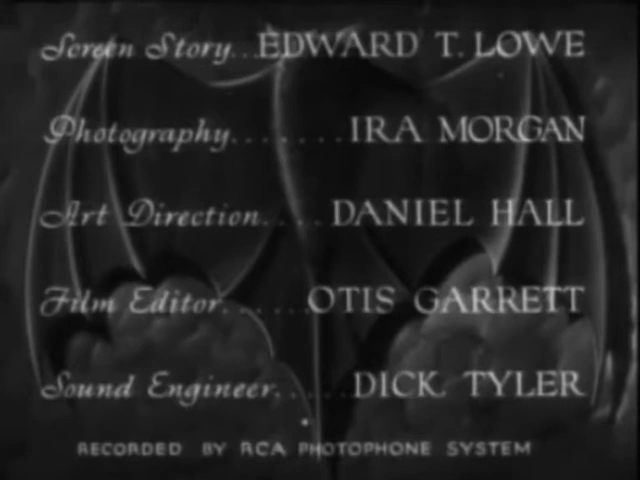 Screen Story...EDWARD T. LOWE
Photography.......IRA MORGAN
Art Direction....DANIEL HALL
Film Editor......OTIS GARRETT
Sound Engineer.....DICK TYLER
RECORDED BY RCA PHOTOPHONE SYSTEM